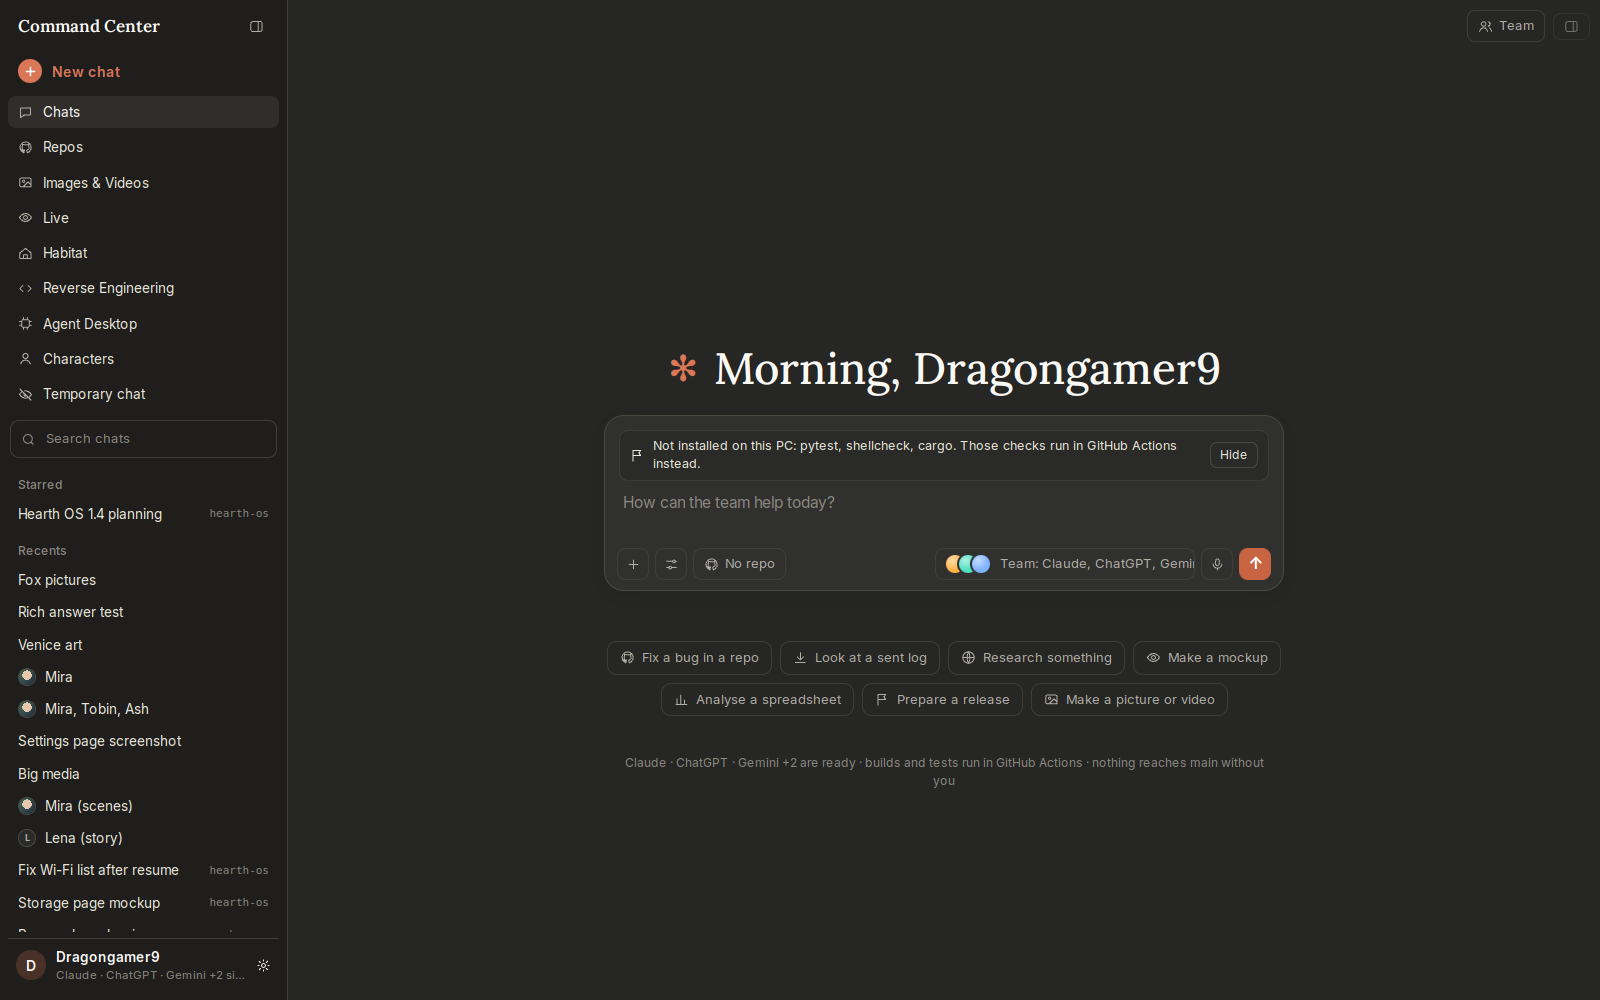 Command Center
New chat
Chats
Repos
Images & Videos
Live
Habitat
Reverse Engineering
Agent Desktop
Characters
Temporary chat
Search chats
Starred
Hearth OS 1.4 planning hearth-os
Recents
Fox pictures
Rich answer test
Venice art
Mira
Mira, Tobin, Ash
Settings page screenshot
Big media
Mira (scenes)
L Lena (story)
Fix Wi-Fi list after resume hearth-os
Storage page mockup hearth-os
D Dragongamer9
Claude · ChatGPT · Gemini +2 si...
Team
Morning, Dragongamer9
Not installed on this PC: pytest, shellcheck, cargo. Those checks run in GitHub Actions
instead.
Hide
How can the team help today?
No repo
Team: Claude, ChatGPT, Gemi
Fix a bug in a repo
Look at a sent log
Research something
Make a mockup
Analyse a spreadsheet
Prepare a release
Make a picture or video
Claude · ChatGPT · Gemini +2 are ready · builds and tests run in GitHub Actions · nothing reaches main without
you